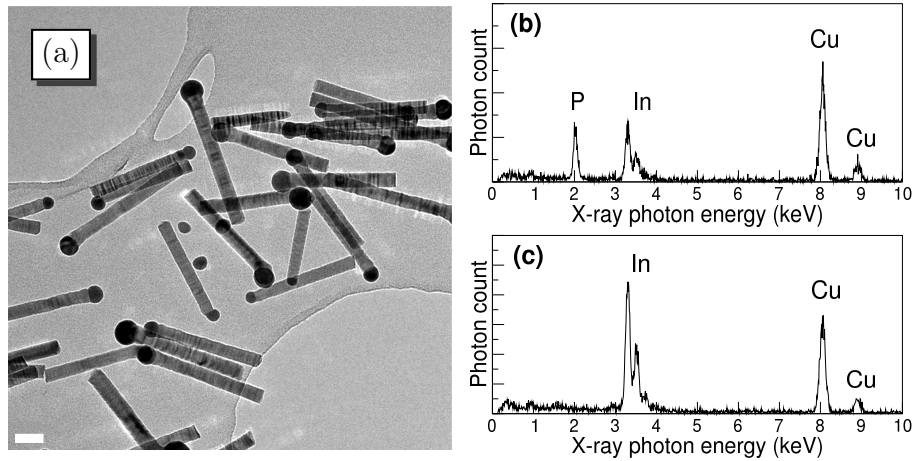 (a)
(b)
Photon count
P
In
Cu
Cu
0 1 2 3 4 5 6 7 8 9 10
X-ray photon energy (keV)
(c)
Photon count
In
Cu
Cu
0 1 2 3 4 5 6 7 8 9 10
X-ray photon energy (keV)